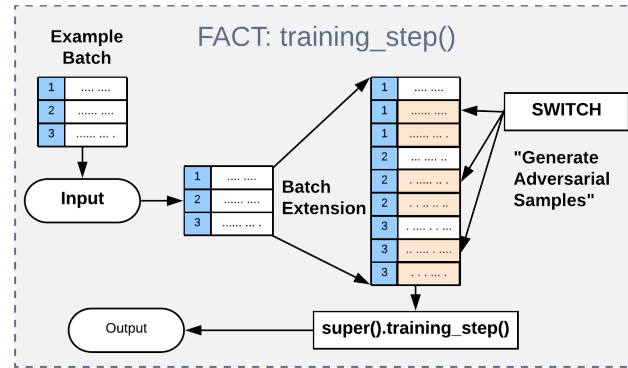 FACT: training_step()
Example
Batch
1 .... ....
2 ...... ....
3 ...... ... .
Input
1 .... ....
2 ...... ....
3 ...... ... .
Batch
Extension
1 .... ....
1 ...... ....
1 ...... ... .
2 ... .... ..
2 . ..... .. .
2 . . .. .. ..
3 . .... . . ...
3 .. .... . ....
3 . . . ... .
SWITCH
"Generate
Adversarial
Samples"
super().training_step()
Output